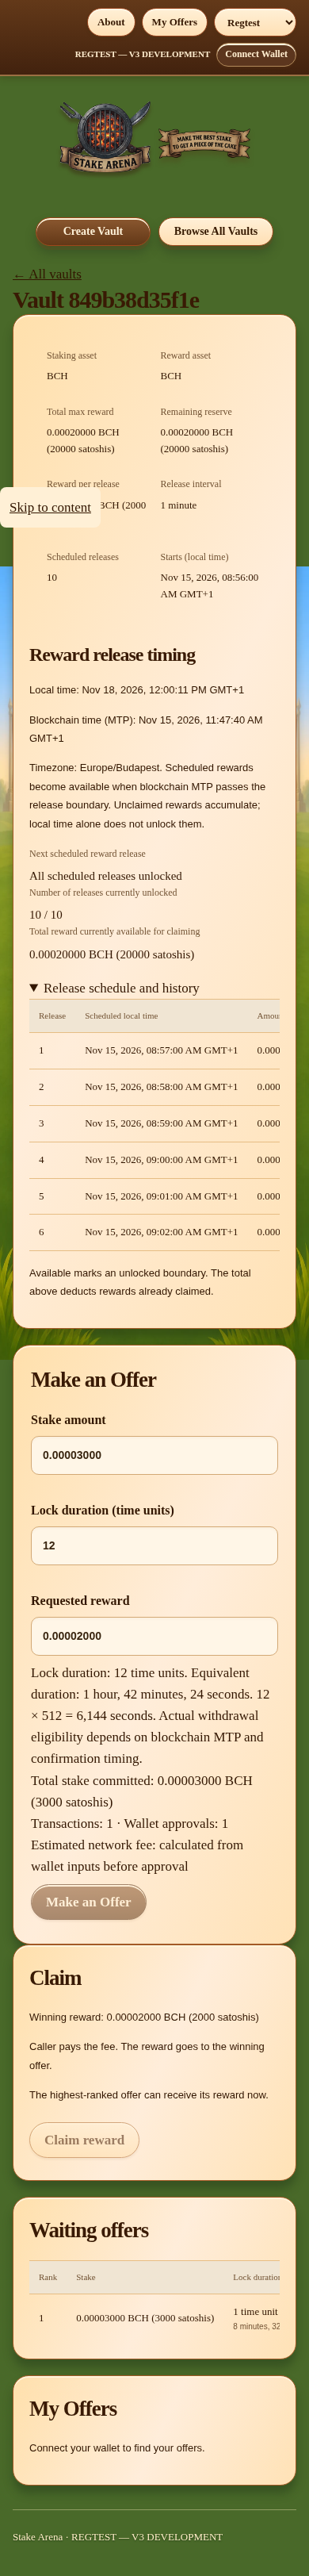 About
My Offers
Regtest
REGTEST — V3 DEVELOPMENT
Connect Wallet
STAKE ARENA
MAKE THE BEST STAKE
TO GET A PIECE OF THE CAKE
Create Vault
Browse All Vaults
← All vaults
Vault 849b38d35f1e
Staking asset
Reward asset
BCH
BCH
Total max reward
Remaining reserve
0.00020000 BCH
(20000 satoshis)
0.00020000 BCH
(20000 satoshis)
Reward per release
Release interval
Skip to content
BCH (2000
1 minute
Scheduled releases
Starts (local time)
10
Nov 15, 2026, 08:56:00
AM GMT+1
Reward release timing
Local time: Nov 18, 2026, 12:00:11 PM GMT+1
Blockchain time (MTP): Nov 15, 2026, 11:47:40 AM
GMT+1
Timezone: Europe/Budapest. Scheduled rewards
become available when blockchain MTP passes the
release boundary. Unclaimed rewards accumulate;
local time alone does not unlock them.
Next scheduled reward release
All scheduled releases unlocked
Number of releases currently unlocked
10 / 10
Total reward currently available for claiming
0.00020000 BCH (20000 satoshis)
▼ Release schedule and history
Release Scheduled local time Amou
1 Nov 15, 2026, 08:57:00 AM GMT+1 0.000
2 Nov 15, 2026, 08:58:00 AM GMT+1 0.000
3 Nov 15, 2026, 08:59:00 AM GMT+1 0.000
4 Nov 15, 2026, 09:00:00 AM GMT+1 0.000
5 Nov 15, 2026, 09:01:00 AM GMT+1 0.000
6 Nov 15, 2026, 09:02:00 AM GMT+1 0.000
Available marks an unlocked boundary. The total
above deducts rewards already claimed.
Make an Offer
Stake amount
0.00003000
Lock duration (time units)
12
Requested reward
0.00002000
Lock duration: 12 time units. Equivalent
duration: 1 hour, 42 minutes, 24 seconds. 12
× 512 = 6,144 seconds. Actual withdrawal
eligibility depends on blockchain MTP and
confirmation timing.
Total stake committed: 0.00003000 BCH
(3000 satoshis)
Transactions: 1 · Wallet approvals: 1
Estimated network fee: calculated from
wallet inputs before approval
Make an Offer
Claim
Winning reward: 0.00002000 BCH (2000 satoshis)
Caller pays the fee. The reward goes to the winning
offer.
The highest-ranked offer can receive its reward now.
Claim reward
Waiting offers
Rank Stake Lock duration
1 0.00003000 BCH (3000 satoshis) 1 time unit
8 minutes, 32
My Offers
Connect your wallet to find your offers.
Stake Arena · REGTEST — V3 DEVELOPMENT